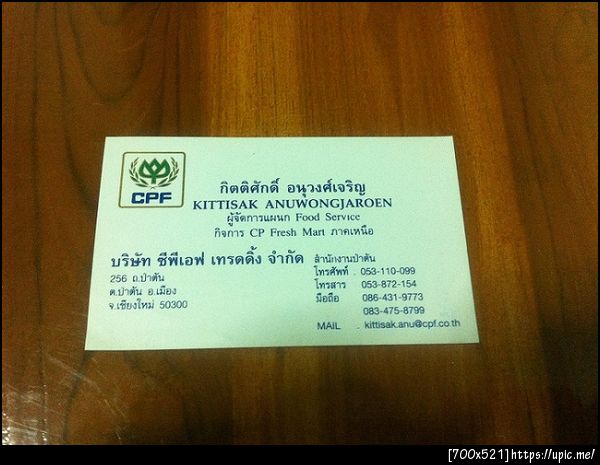 CPF
กิตติศักดิ์ อนุวงศ์เจริญ
KITTISAK ANUWONGJAROEN
ผู้จัดการแผนก Food Service
กิจการ CP Fresh Mart ภาคเหนือ
บริษัท ซีพีเอฟ เทรดดิ้ง จำกัด
256 ถ.ป่าตัน
ต.ป่าตัน อ.เมือง
จ.เชียงใหม่ 50300
สำนักงานป่าตัน
โทรศัพท์ . 053-110-099
โทรสาร 053-872-154
มือถือ 086-431-9773
083-475-8799
MAIL . kittisak.anu@cpf.co.th
[700x521]https://upic.me/